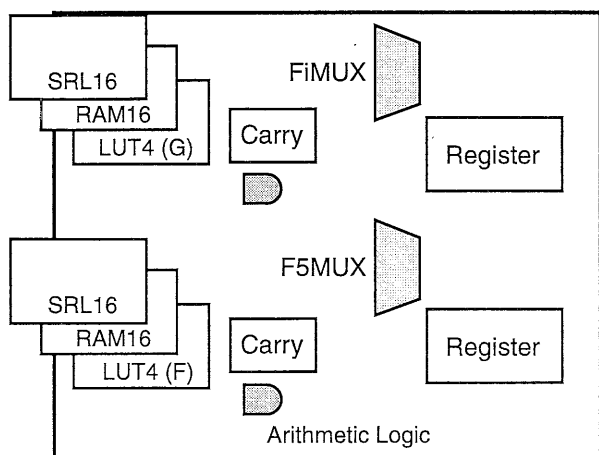 SRL16
RAM16
LUT4 (G)
Carry
FiMUX
Register
SRL16
RAM16
LUT4 (F)
Carry
F5MUX
Register
Arithmetic Logic